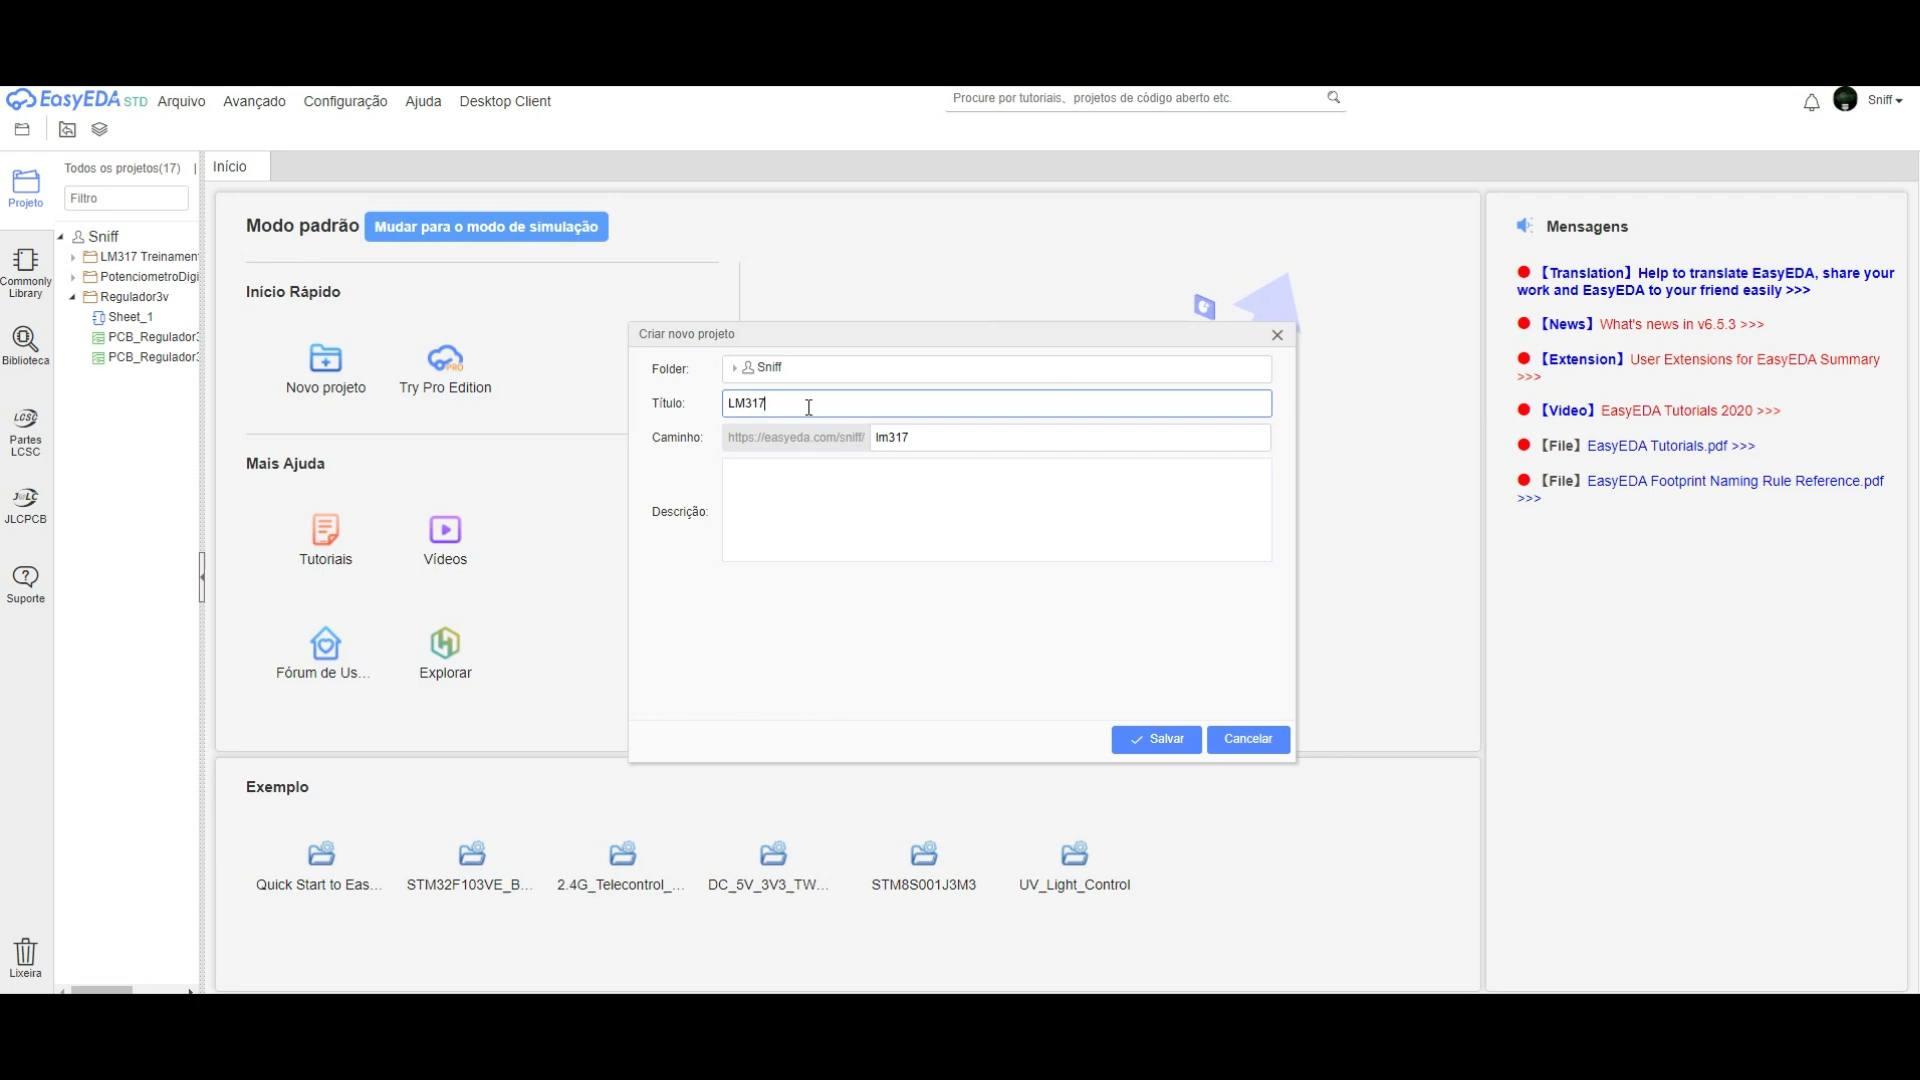 EasyEDA STD Arquivo Avançado Configuração Ajuda Desktop Client
Procure por tutoriais、projetos de código aberto etc.
Sniff
Projeto
Commonly
Library
Biblioteca
LCSC
Partes
LCSC
JLC
JLCPCB
Suporte
Lixeira
Todos os projetos(17) |
Filtro
Sniff
LM317 Treinamen
PotenciometroDigi
Regulador3v
Sheet_1
PCB_Regulador3
PCB_Regulador3
Início
Modo padrão Mudar para o modo de simulação
Início Rápido
Novo projeto
PRO
Try Pro Edition
Mais Ajuda
Tutoriais
Vídeos
Fórum de Us...
Explorar
Criar novo projeto
Folder: Sniff
Título: LM317
Caminho: https://easyeda.com/sniff/ lm317
Descrição:
Salvar Cancelar
Exemplo
Quick Start to Eas...
STM32F103VE_B...
2.4G_Telecontrol_...
DC_5V_3V3_TW...
STM8S001J3M3
UV_Light_Control
Mensagens
【Translation】Help to translate EasyEDA, share your
work and EasyEDA to your friend easily >>>
【News】What's news in v6.5.3 >>>
【Extension】User Extensions for EasyEDA Summary
>>>
【Video】EasyEDA Tutorials 2020 >>>
【File】EasyEDA Tutorials.pdf >>>
【File】EasyEDA Footprint Naming Rule Reference.pdf
>>>